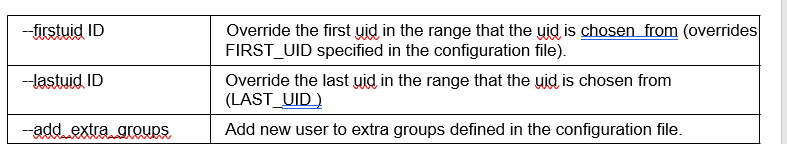 --firstuid ID
Override the first uid in the range that the uid is chosen from (overrides
FIRST_UID specified in the configuration file).
--lastuid ID
Override the last uid in the range that the uid is chosen from
(LAST_UID )
--add_extra_groups
Add new user to extra groups defined in the configuration file.